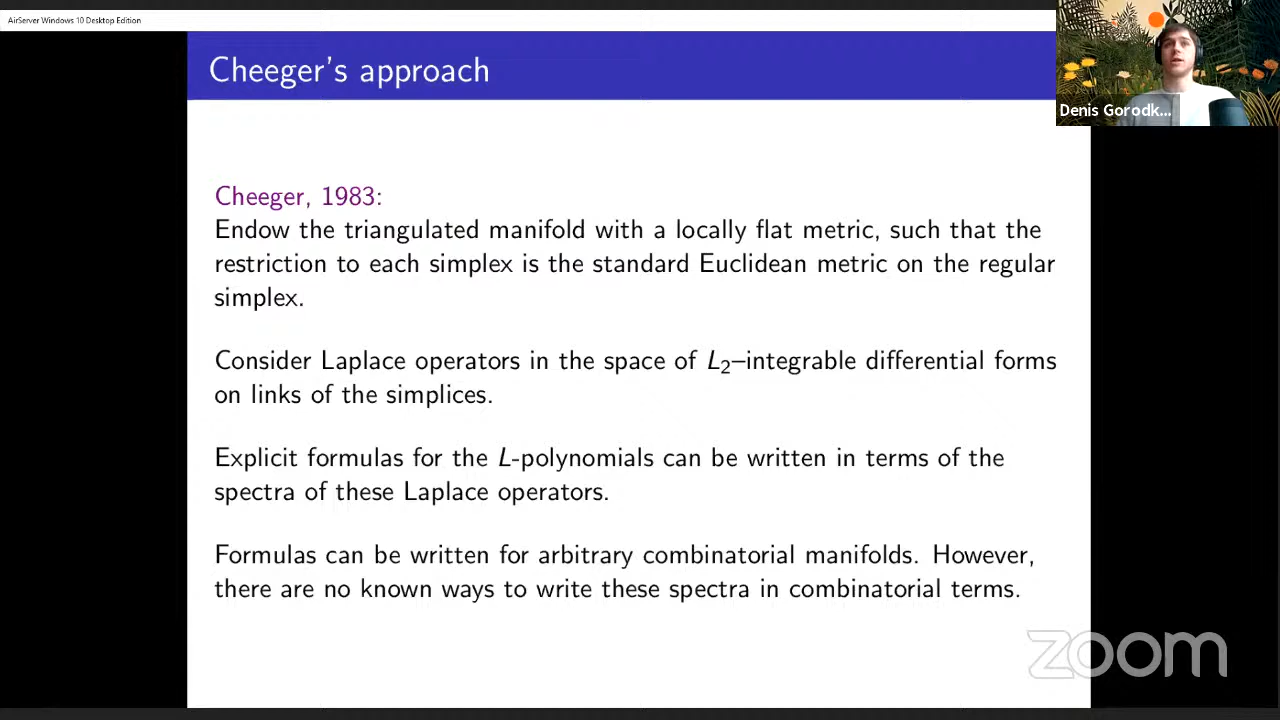 AirServer Windows 10 Desktop Edition
Cheeger's approach
Denis Gorodk...
Cheeger, 1983:
Endow the triangulated manifold with a locally flat metric, such that the
restriction to each simplex is the standard Euclidean metric on the regular
simplex.
Consider Laplace operators in the space of L₂–integrable differential forms
on links of the simplices.
Explicit formulas for the L-polynomials can be written in terms of the
spectra of these Laplace operators.
Formulas can be written for arbitrary combinatorial manifolds. However,
there are no known ways to write these spectra in combinatorial terms.
zoom